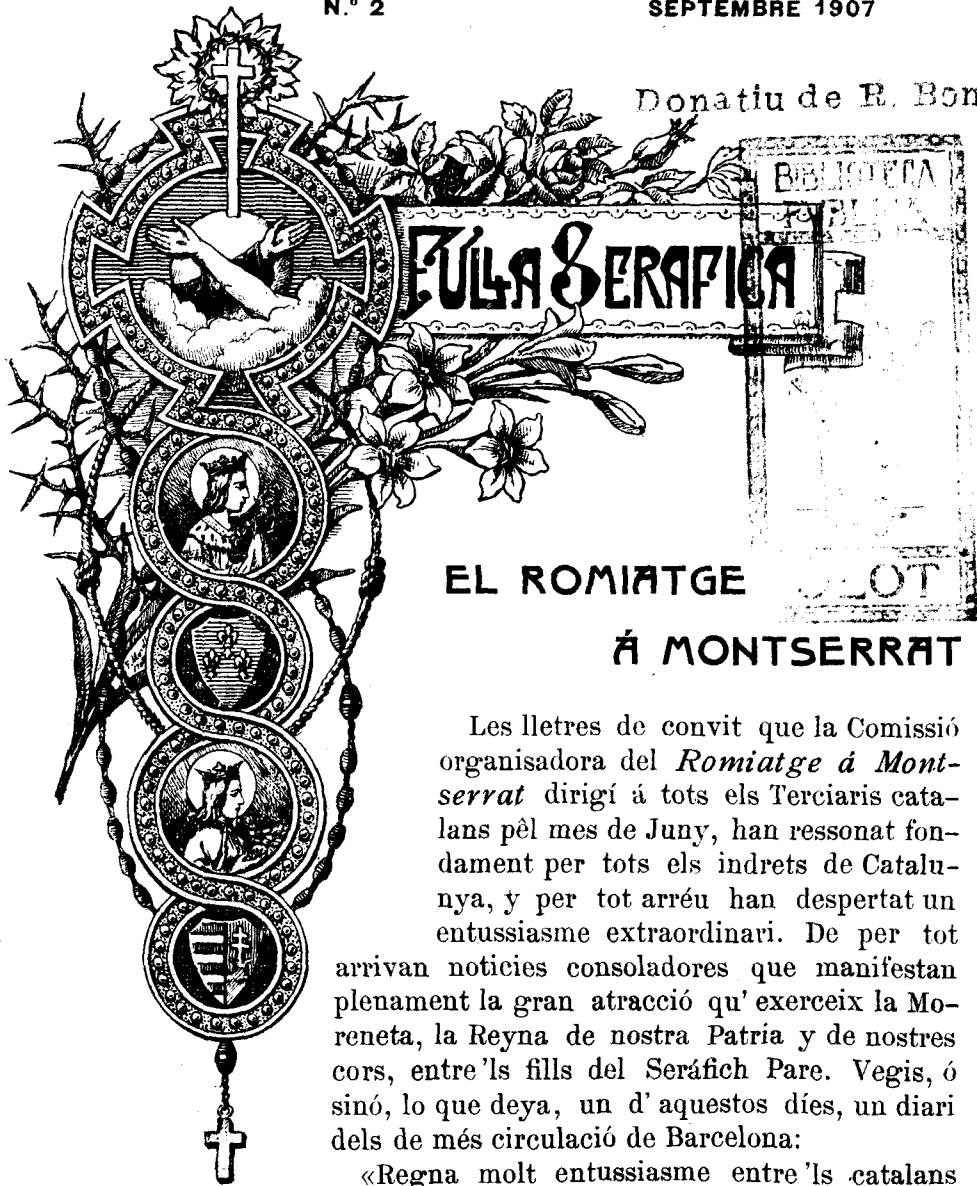 N.º 2 SEPTEMBRE 1907
Donatiu de R. Bon
BIBLIOTECA
FULLA SERAFICA
OLOT
EL ROMIATGE
Á MONTSERRAT
Les lletres de convit que la Comissió
organisadora del Romiatge á Mont-
serrat dirigí á tots els Terciaris cata-
lans pêl mes de Juny, han ressonat fon-
dament per tots els indrets de Catalu-
nya, y per tot arréu han despertat un
entussiasme extraordinari. De per tot
arrivan noticies consoladores que manifestan
plenament la gran atracció qu' exerceix la Mo-
reneta, la Reyna de nostra Patria y de nostres
cors, entre 'ls fills del Seráfich Pare. Vegis, ó
sinó, lo que deya, un d' aquestos díes, un diari
dels de més circulació de Barcelona:
«Regna molt entussiasme entre 'ls catalans